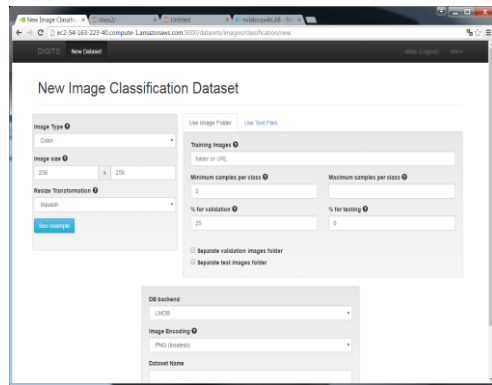 New Image Classific
class2/
Untitled
ec2-54-163-223-40.compute-1.amazonaws.com:5000/datasets/images/classification/new
DIGITS New Dataset
(Logout) Info
New Image Classification Dataset
Image Type
Color
Image size
256 x 256
Resize Transformation
Squash
See example
Use Image Folder Use Text Files
Training Images
folder or URL
Minimum samples per class Maximum samples per class
2
% for validation % for testing
25 0
Separate validation images folder
Separate test images folder
DB backend
LMDB
Image Encoding
PNG (lossless)
Dataset Name